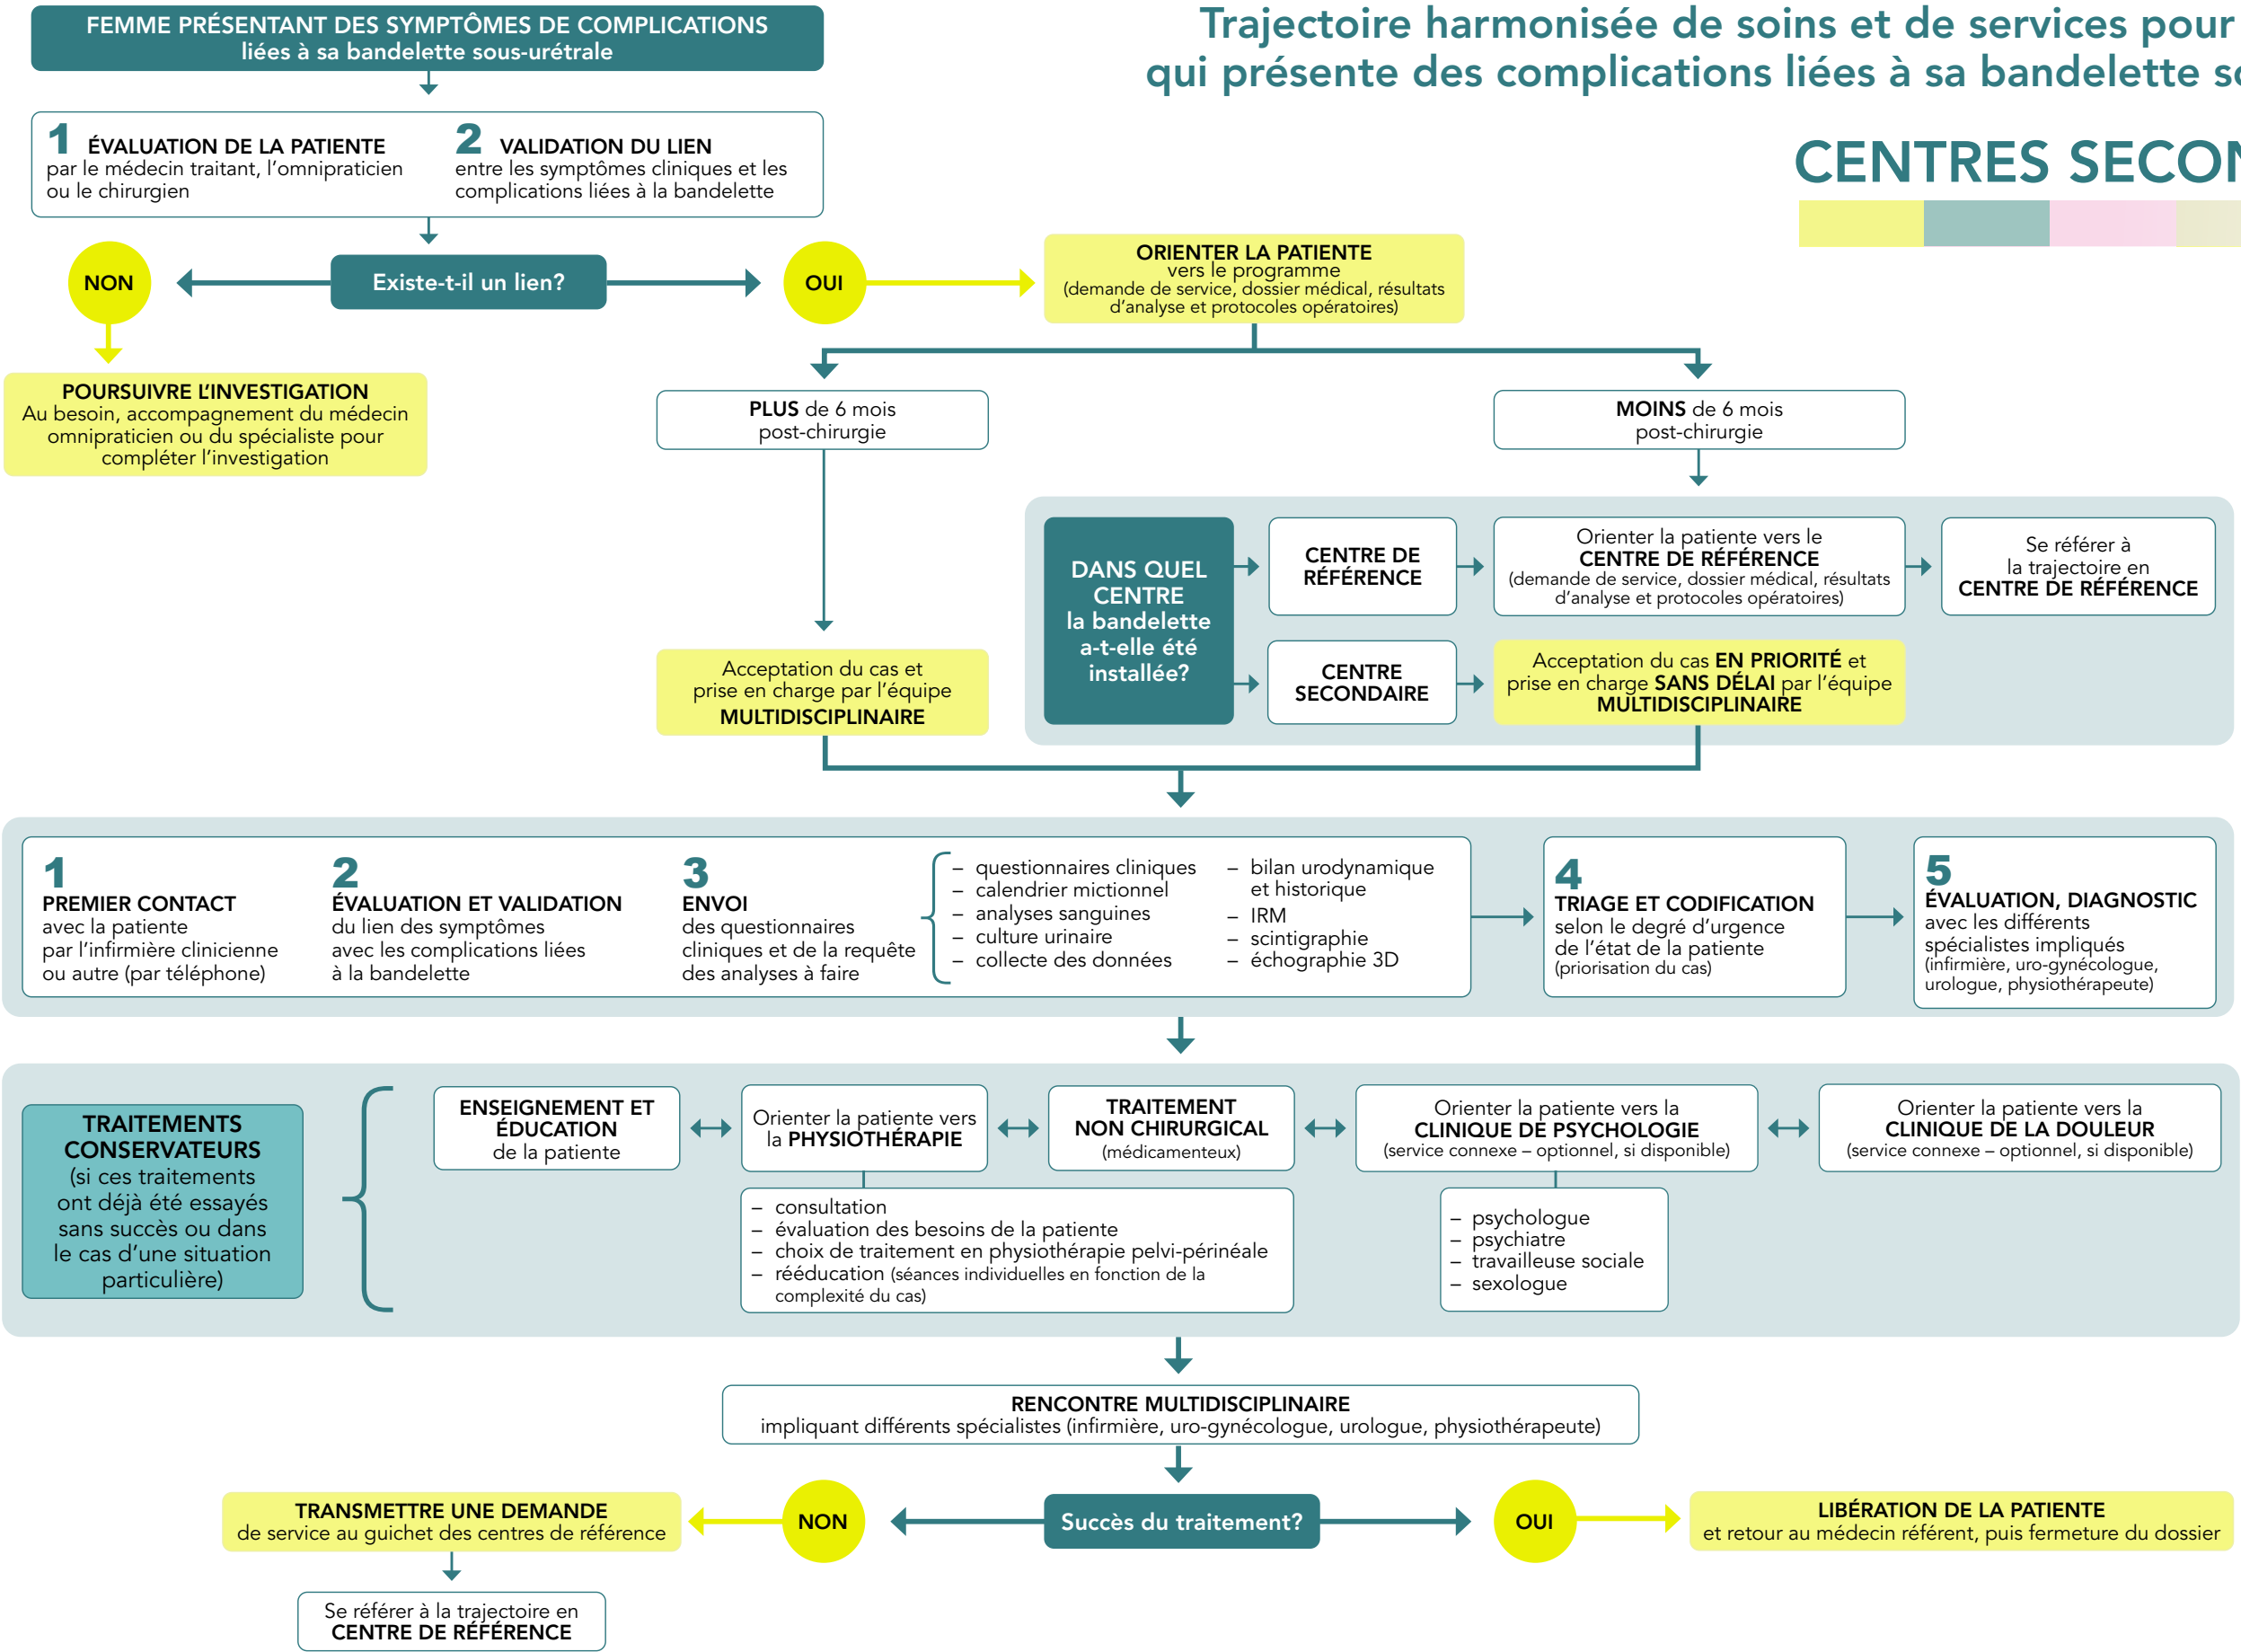 Trajectoire harmonisée de soins et de services pour
qui présente des complications liées à sa bandelette
CENTRES
FEMME PRÉSENTANT DES SYMPTÔMES DE COMPLICATIONS
liées à sa bandelette sous-urétrale
1 ÉVALUATION DE LA PATIENTE
par le médecin traitant, l'omnipraticien
ou le chirurgien
2 VALIDATION DU LIEN
entre les symptômes cliniques et les
complications liées à la bandelette
Existe-t-il un lien?
NON
OUI
POURSUIVRE L'INVESTIGATION
Au besoin, accompagnement du médecin
omnipraticien ou du spécialiste pour
compléter l'investigation
ORIENTER LA PATIENTE
vers le programme
(demande de service, dossier médical, résultats
d'analyse et protocoles opératoires)
PLUS de 6 mois
post-chirurgie
MOINS de 6 mois
post-chirurgie
Acceptation du cas et
prise en charge par l'équipe
MULTIDISCIPLINAIRE
DANS QUEL
CENTRE
la bandelette
a-t-elle été
installée?
CENTRE DE
RÉFÉRENCE
Orienter la patiente vers le
CENTRE DE RÉFÉRENCE
(demande de service, dossier médical, résultats
d'analyse et protocoles opératoires)
Se référer à
la trajectoire en
CENTRE DE RÉFÉRENCE
CENTRE
SECONDAIRE
Acceptation du cas EN PRIORITÉ et
prise en charge SANS DÉLAI par l'équipe
MULTIDISCIPLINAIRE
1
PREMIER CONTACT
avec la patiente
par l'infirmière clinicienne
ou autre (par téléphone)
2
ÉVALUATION ET VALIDATION
du lien des symptômes
avec les complications liées
à la bandelette
3
ENVOI
des questionnaires
cliniques et de la requête
des analyses à faire
– questionnaires cliniques
– calendrier mictionnel
– analyses sanguines
– culture urinaire
– collecte des données
– bilan urodynamique
et historique
– IRM
– scintigraphie
– échographie 3D
4
TRIAGE ET CODIFICATION
selon le degré d'urgence
de l'état de la patiente
(priorisation du cas)
5
ÉVALUATION, DIAGNOSTIC
avec les différents
spécialistes impliqués
(infirmière, uro-gynécologue,
urologue, physiothérapeute)
TRAITEMENTS
CONSERVATEURS
(si ces traitements
ont déjà été essayés
sans succès ou dans
le cas d'une situation
particulière)
ENSEIGNEMENT ET
ÉDUCATION
de la patiente
Orienter la patiente vers
la PHYSIOTHÉRAPIE
TRAITEMENT
NON CHIRURGICAL
(médicamenteux)
Orienter la patiente vers la
CLINIQUE DE PSYCHOLOGIE
(service connexe – optionnel, si disponible)
Orienter la patiente vers la
CLINIQUE DE LA DOULEUR
(service connexe – optionnel, si disponible)
– consultation
– évaluation des besoins de la patiente
– choix de traitement en physiothérapie pelvi-périnéale
– rééducation (séances individuelles en fonction de la
complexité du cas)
– psychologue
– psychiatre
– travailleuse sociale
– sexologue
RENCONTRE MULTIDISCIPLINAIRE
impliquant différents spécialistes (infirmière, uro-gynécologue, urologue, physiothérapeute)
Succès du traitement?
NON
OUI
TRANSMETTRE UNE DEMANDE
de service au guichet des centres de référence
Se référer à la trajectoire en
CENTRE DE RÉFÉRENCE
LIBÉRATION DE LA PATIENTE
et retour au médecin référent, puis fermeture du dossier